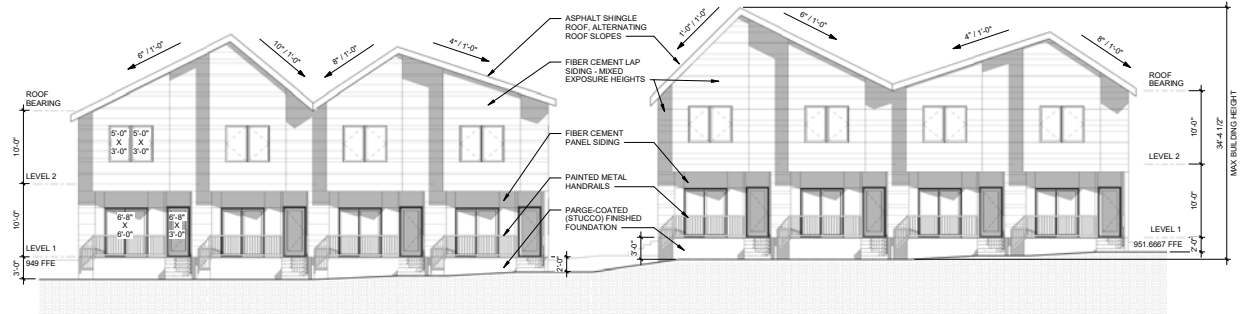 6" / 1'-0"
10" / 1'-0"
8" / 1'-0"
4" / 1'-0"
ASPHALT SHINGLE
ROOF, ALTERNATING
ROOF SLOPES
FIBER CEMENT LAP
SIDING - MIXED
EXPOSURE HEIGHTS
FIBER CEMENT
PANEL SIDING
PAINTED METAL
HANDRAILS
PARGE-COATED
(STUCCO) FINISHED
FOUNDATION
ROOF
BEARING
10'-0"
LEVEL 2
10'-0"
LEVEL 1
949 FFE
3'-0"
5'-0"
X
3'-0"
5'-0"
X
3'-0"
6'-8"
X
6'-0"
6'-8"
X
3'-0"
2'-0"
1'-0" / 1'-0"
6" / 1'-0"
4" / 1'-0"
8" / 1'-0"
3'-0"
ROOF
BEARING
10'-0"
LEVEL 2
10'-0"
LEVEL 1
951.6667 FFE
2'-0"
34'-4 1/2"
MAX BUILDING HEIGHT